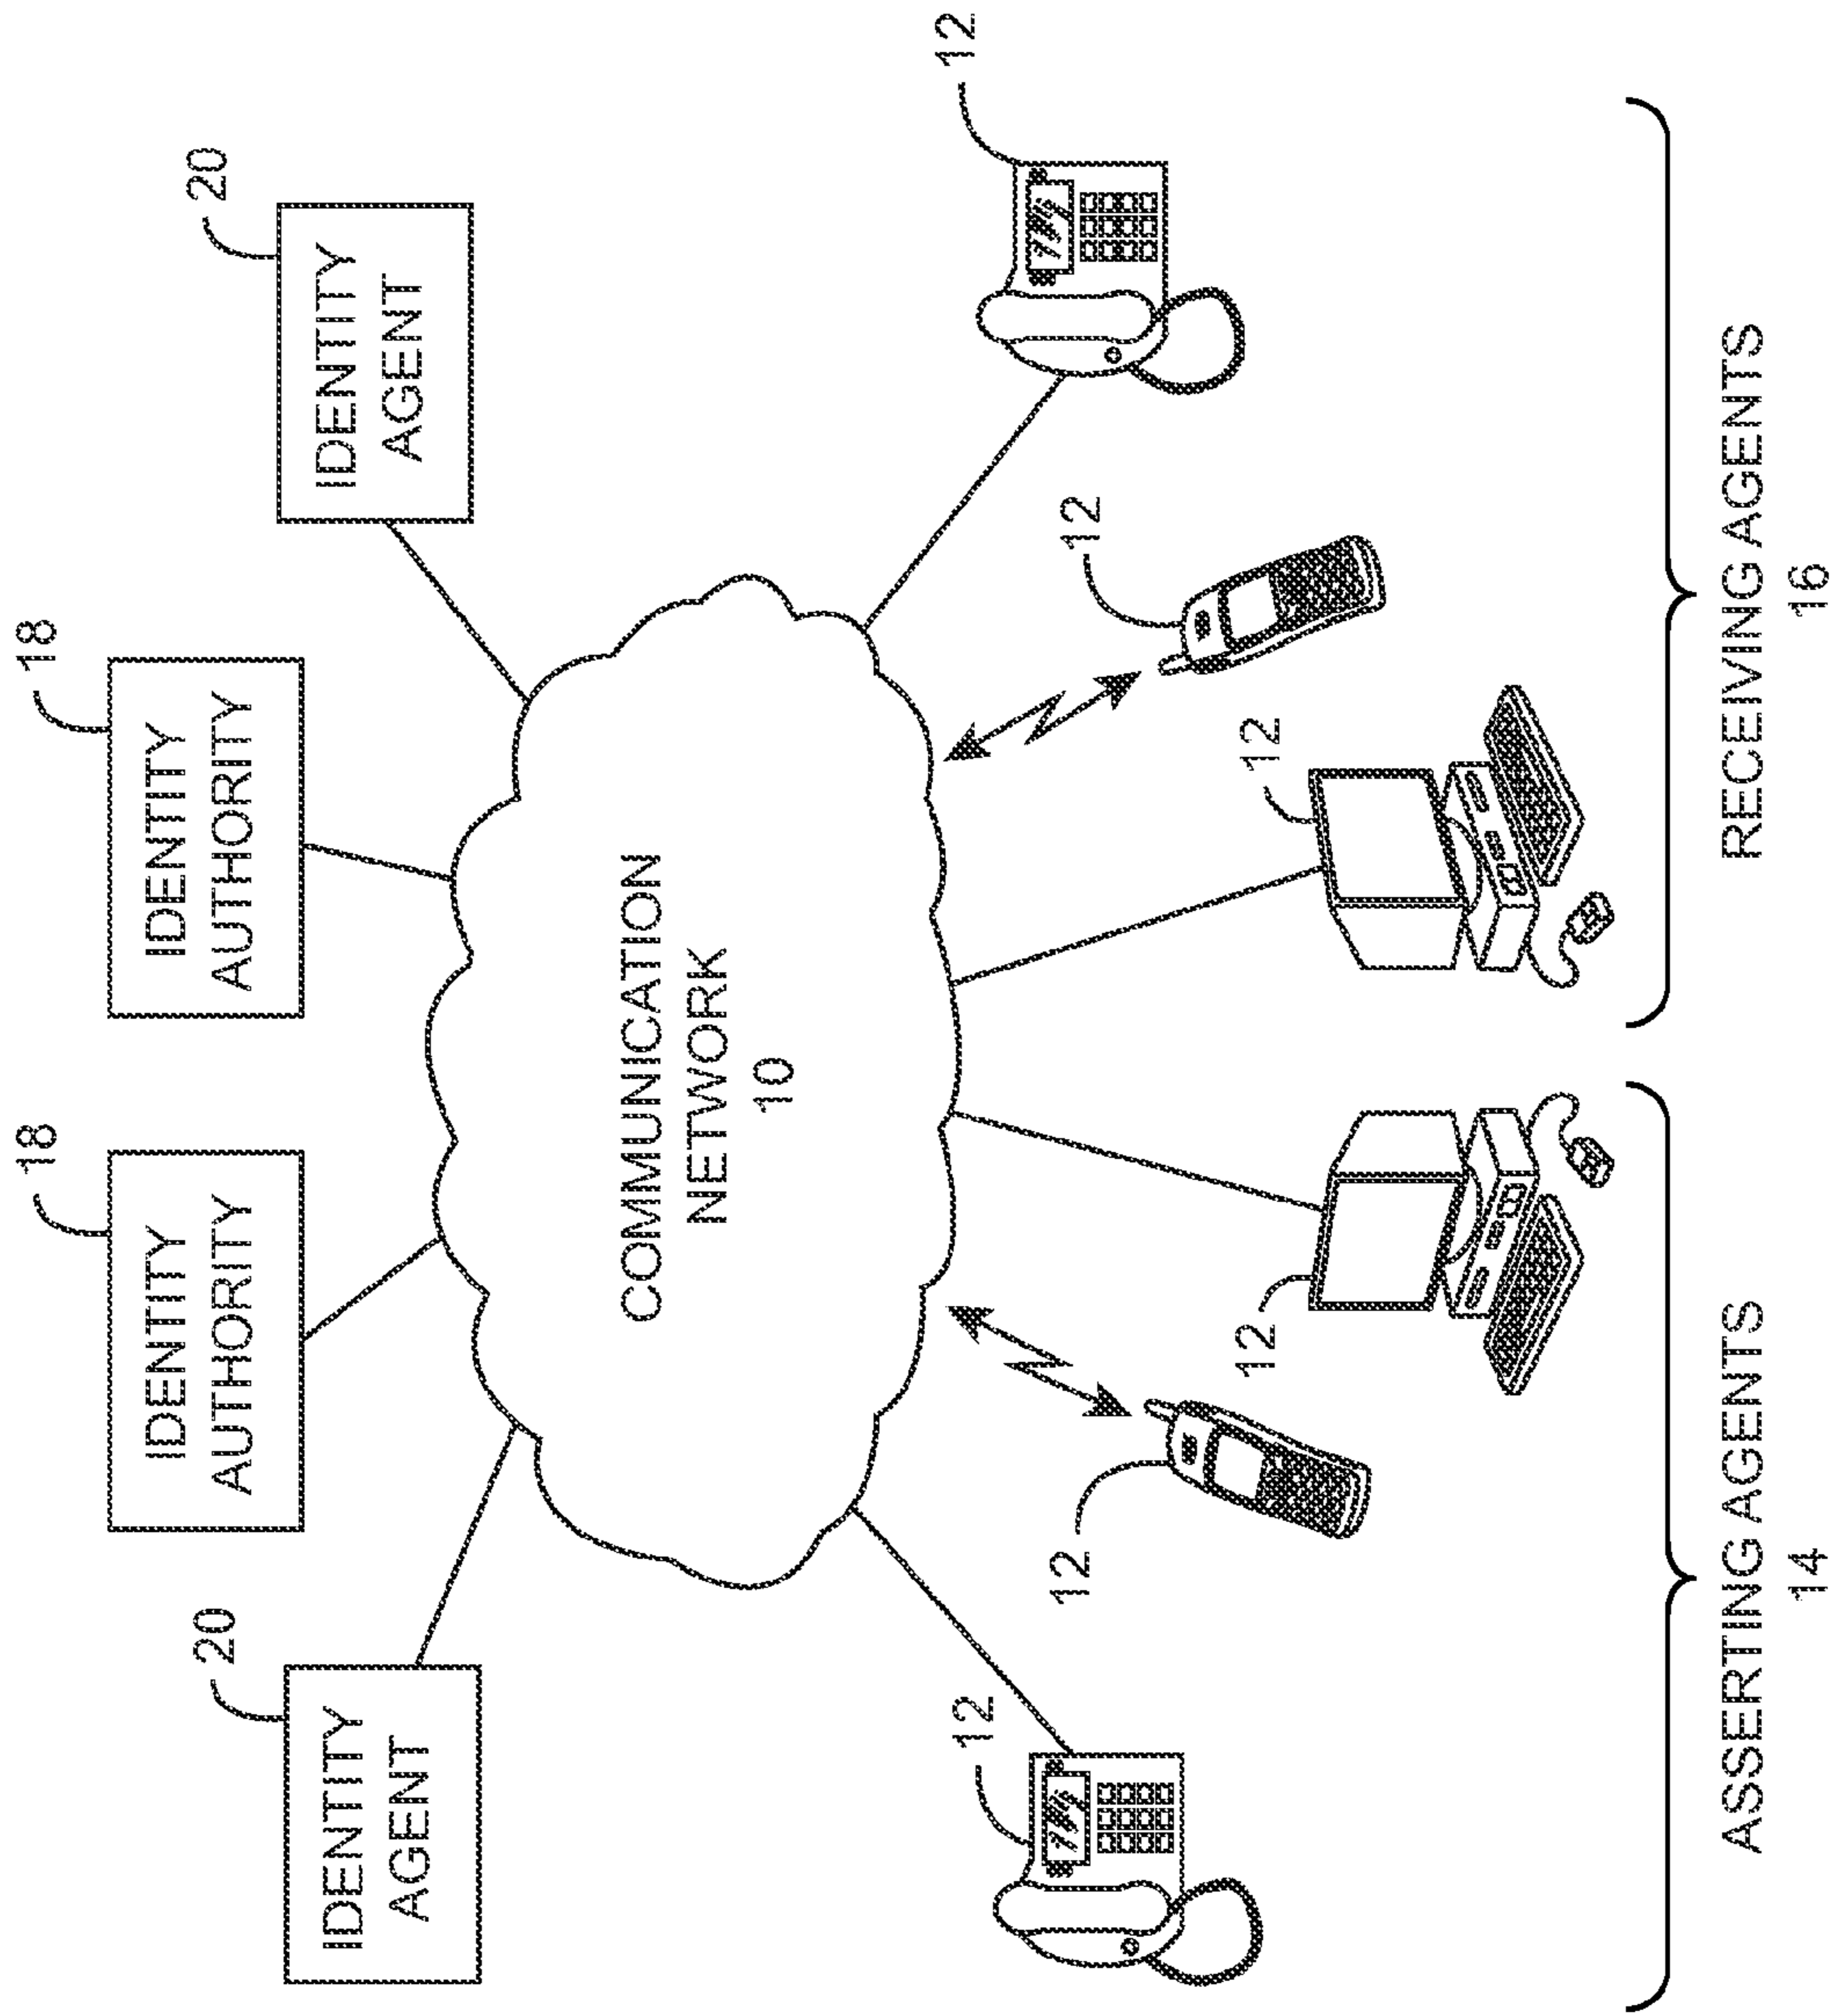 20
IDENTITY
AGENT
18
IDENTITY
AUTHORITY
18
IDENTITY
AUTHORITY
20
IDENTITY
AGENT
COMMUNICATION
NETWORK
10
12
12
12
12
12
12
ASSERTING AGENTS
14
RECEIVING AGENTS
16